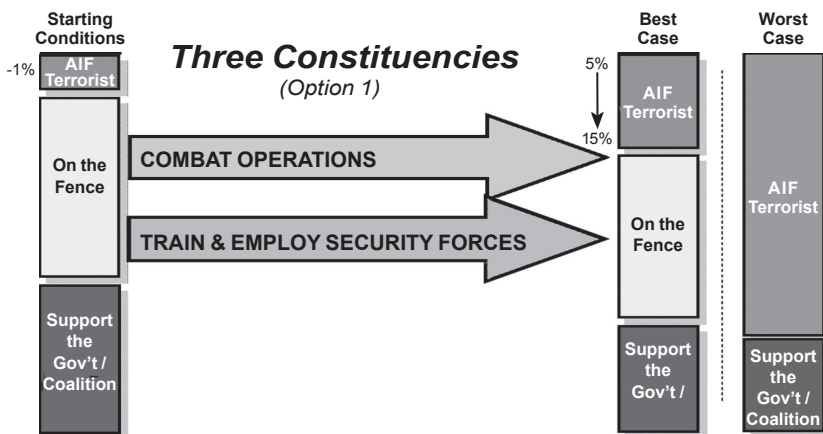 Starting
Conditions
-1%
AIF
Terrorist
On the
Fence
Support
the
Gov't /
Coalition
Three Constituencies
(Option 1)
COMBAT OPERATIONS
TRAIN & EMPLOY SECURITY FORCES
Best
Case
5%
15%
AIF
Terrorist
On the
Fence
Support
the
Gov't /
Worst
Case
AIF
Terrorist
Support
the
Gov't /
Coalition